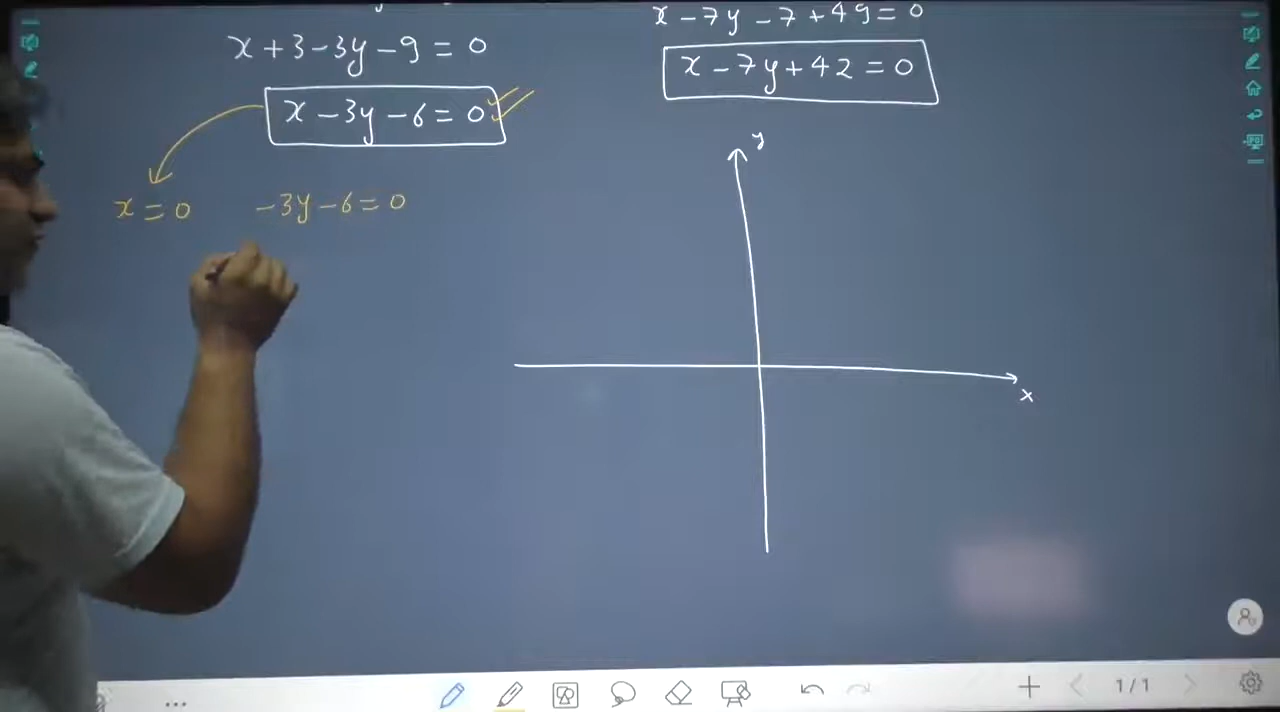 x + 3 - 3y - 9 = 0
x - 3y - 6 = 0
x = 0 -3y - 6 = 0
x - 7y - 7 + 49 = 0
x - 7y + 42 = 0
y
x
1/1